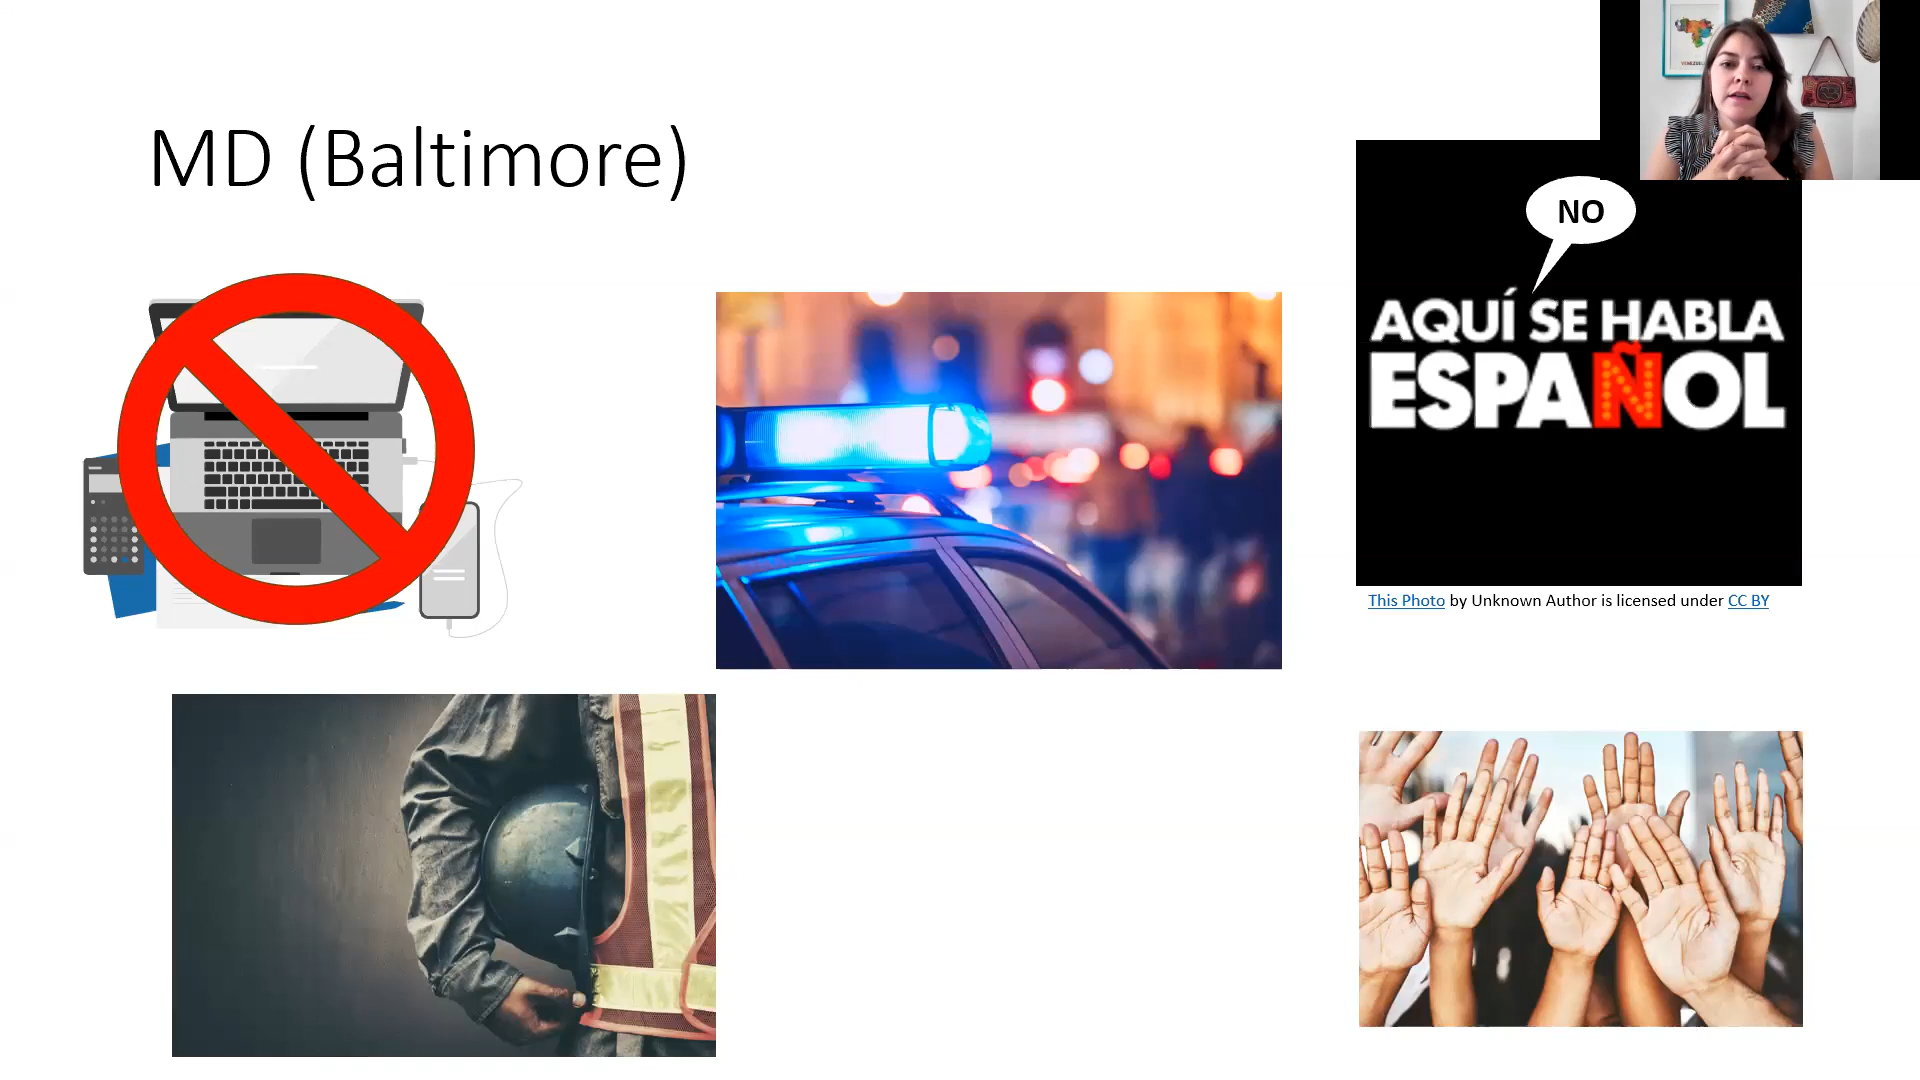 MD (Baltimore)
NO
AQUÍ SE HABLA
ESPAÑOL
This Photo by Unknown Author is licensed under CC BY